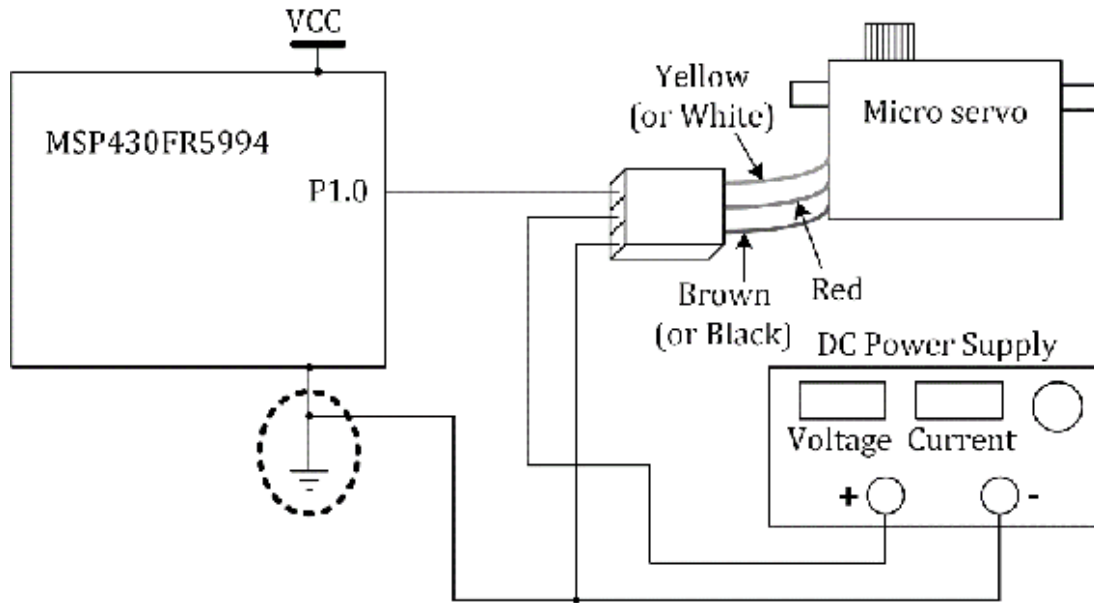 VCC
MSP430FR5994
P1.0
Yellow
(or White)
Micro servo
Red
Brown
(or Black)
DC Power Supply
Voltage Current
+ -